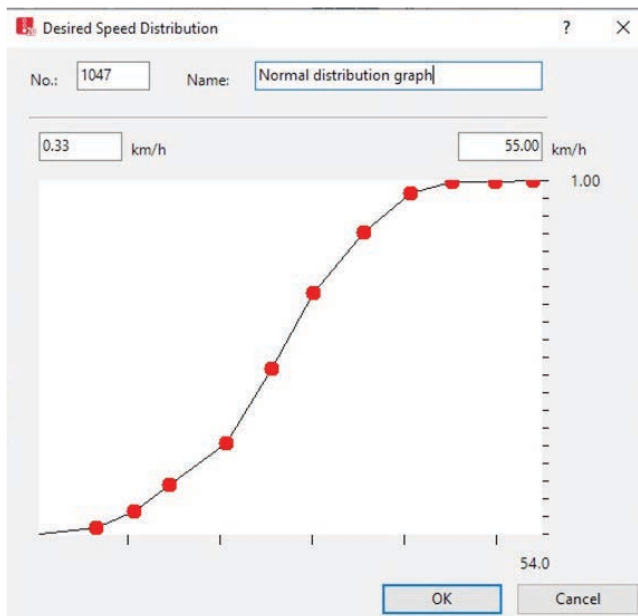 Desired Speed Distribution
No.: 1047 Name: Normal distribution graph
0.33 km/h 55.00 km/h
1.00
54.0
OK Cancel